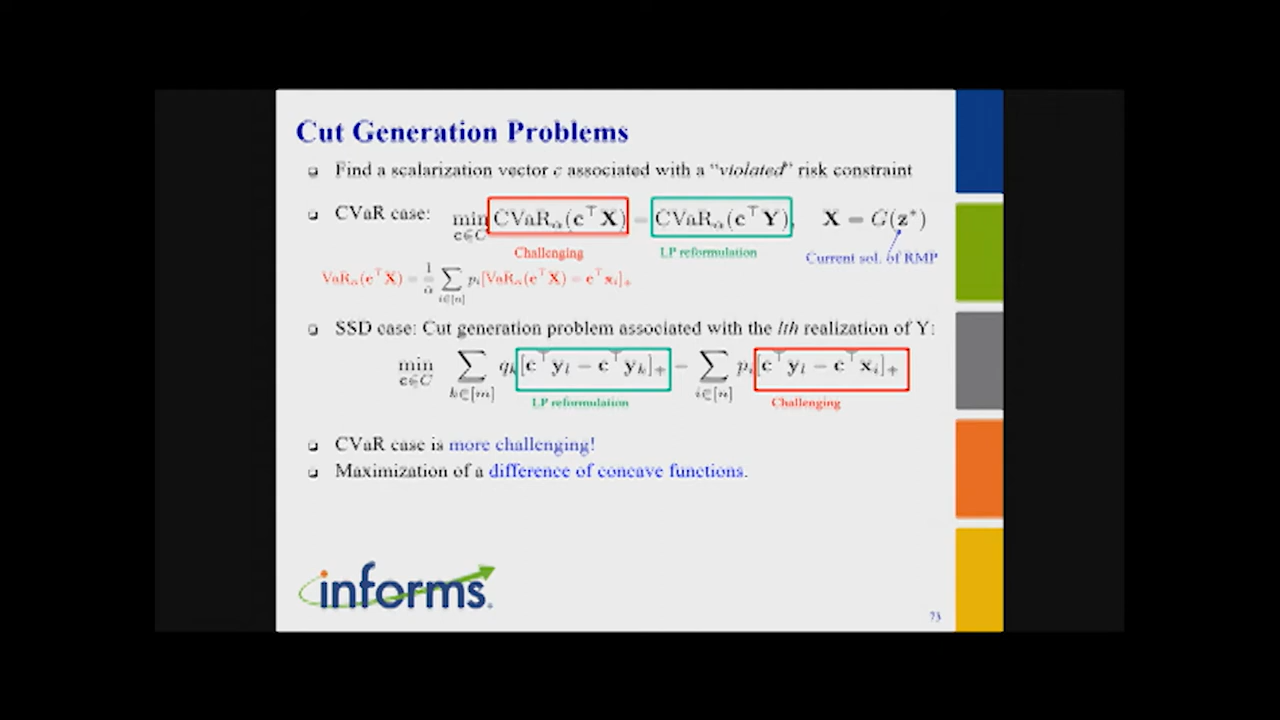 Cut Generation Problems
Find a scalarization vector c associated with a "violated" risk constraint
CVaR case: min_{c∈C} CVaR_α(c^⊤X) − CVaR_α(c^⊤Y), X = G(z*)
Challenging LP reformulation Current sol. of RMP
VaR_α(c^⊤X) − 1/α ∑_{i∈[n]} p_i[VaR_α(c^⊤X) − c^⊤x_i]_+
SSD case: Cut generation problem associated with the lth realization of Y:
min_{c∈C} ∑_{k∈[m]} q_k[c^⊤y_l − c^⊤y_k]_+ − ∑_{i∈[n]} p_i[c^⊤y_l − c^⊤x_i]_+
LP reformulation Challenging
CVaR case is more challenging!
Maximization of a difference of concave functions.
informs
73